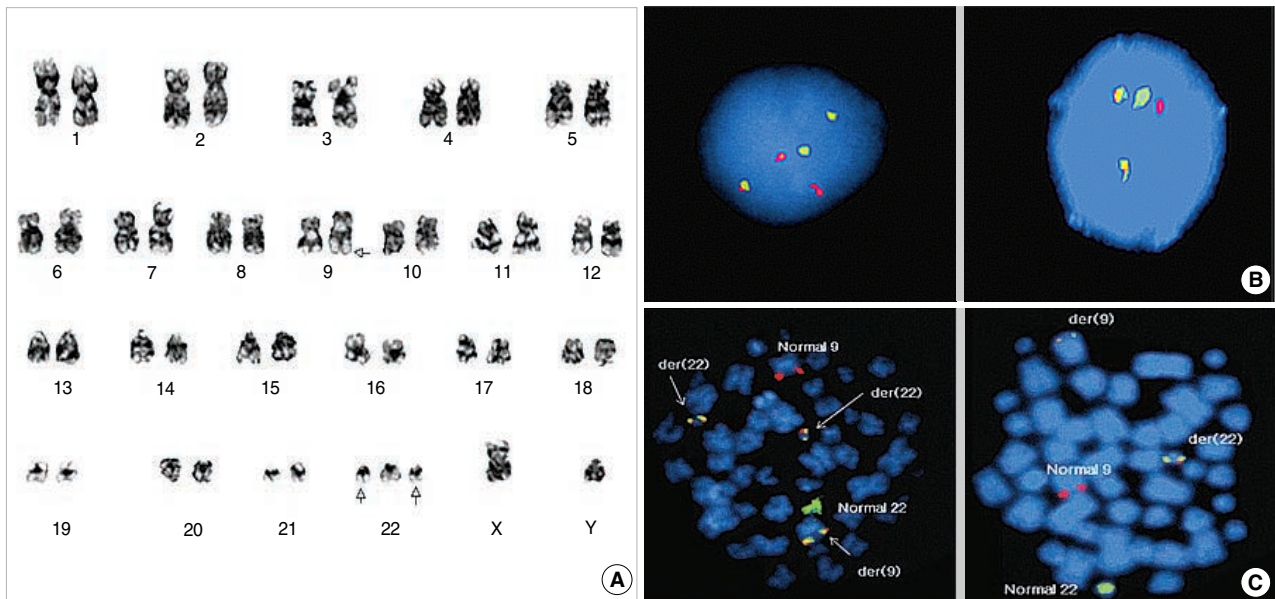 1 2 3 4 5
6 7 8 9 10 11 12
13 14 15 16 17 18
19 20 21 22 X Y
A
B
der(22)
Normal 9
der(22)
Normal 22
der(9)
der(9)
der(22)
Normal 9
Normal 22
C